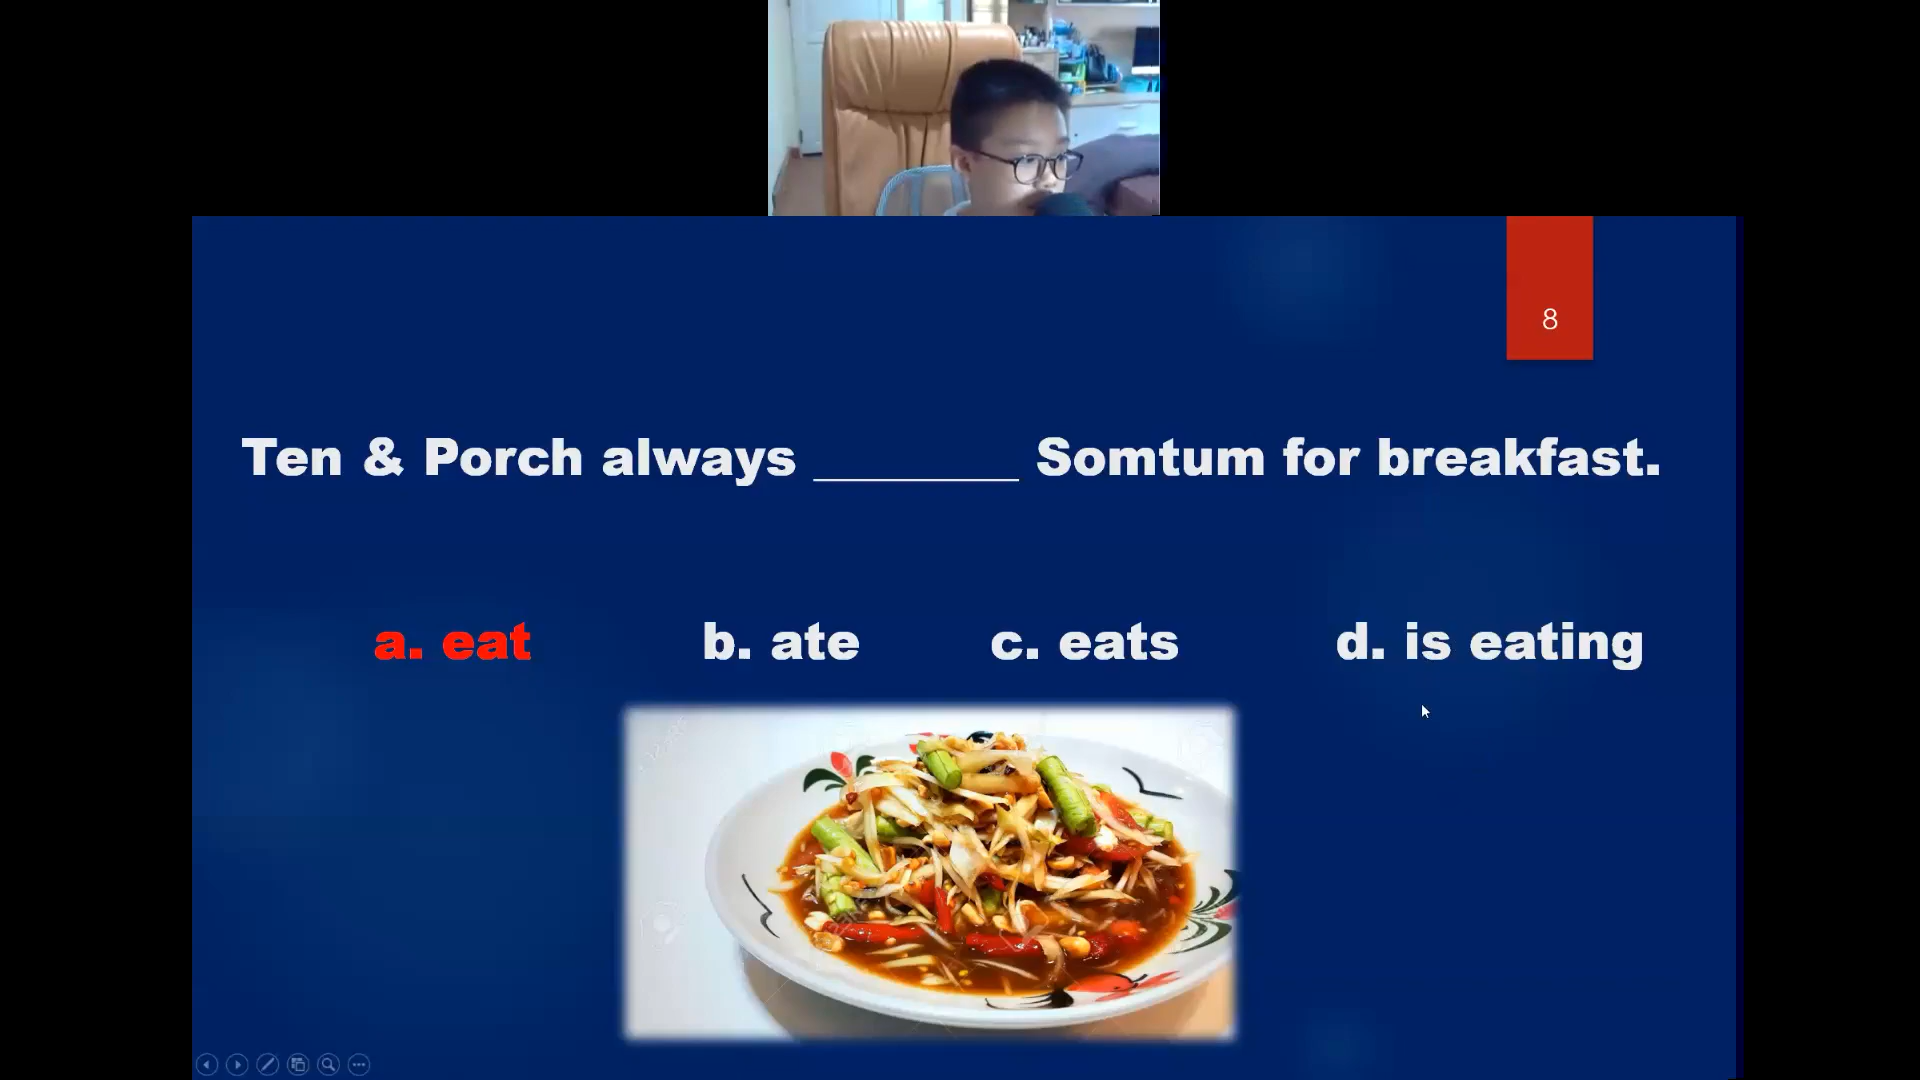 8
Ten & Porch always ________ Somtum for breakfast.
a. eat b. ate c. eats d. is eating